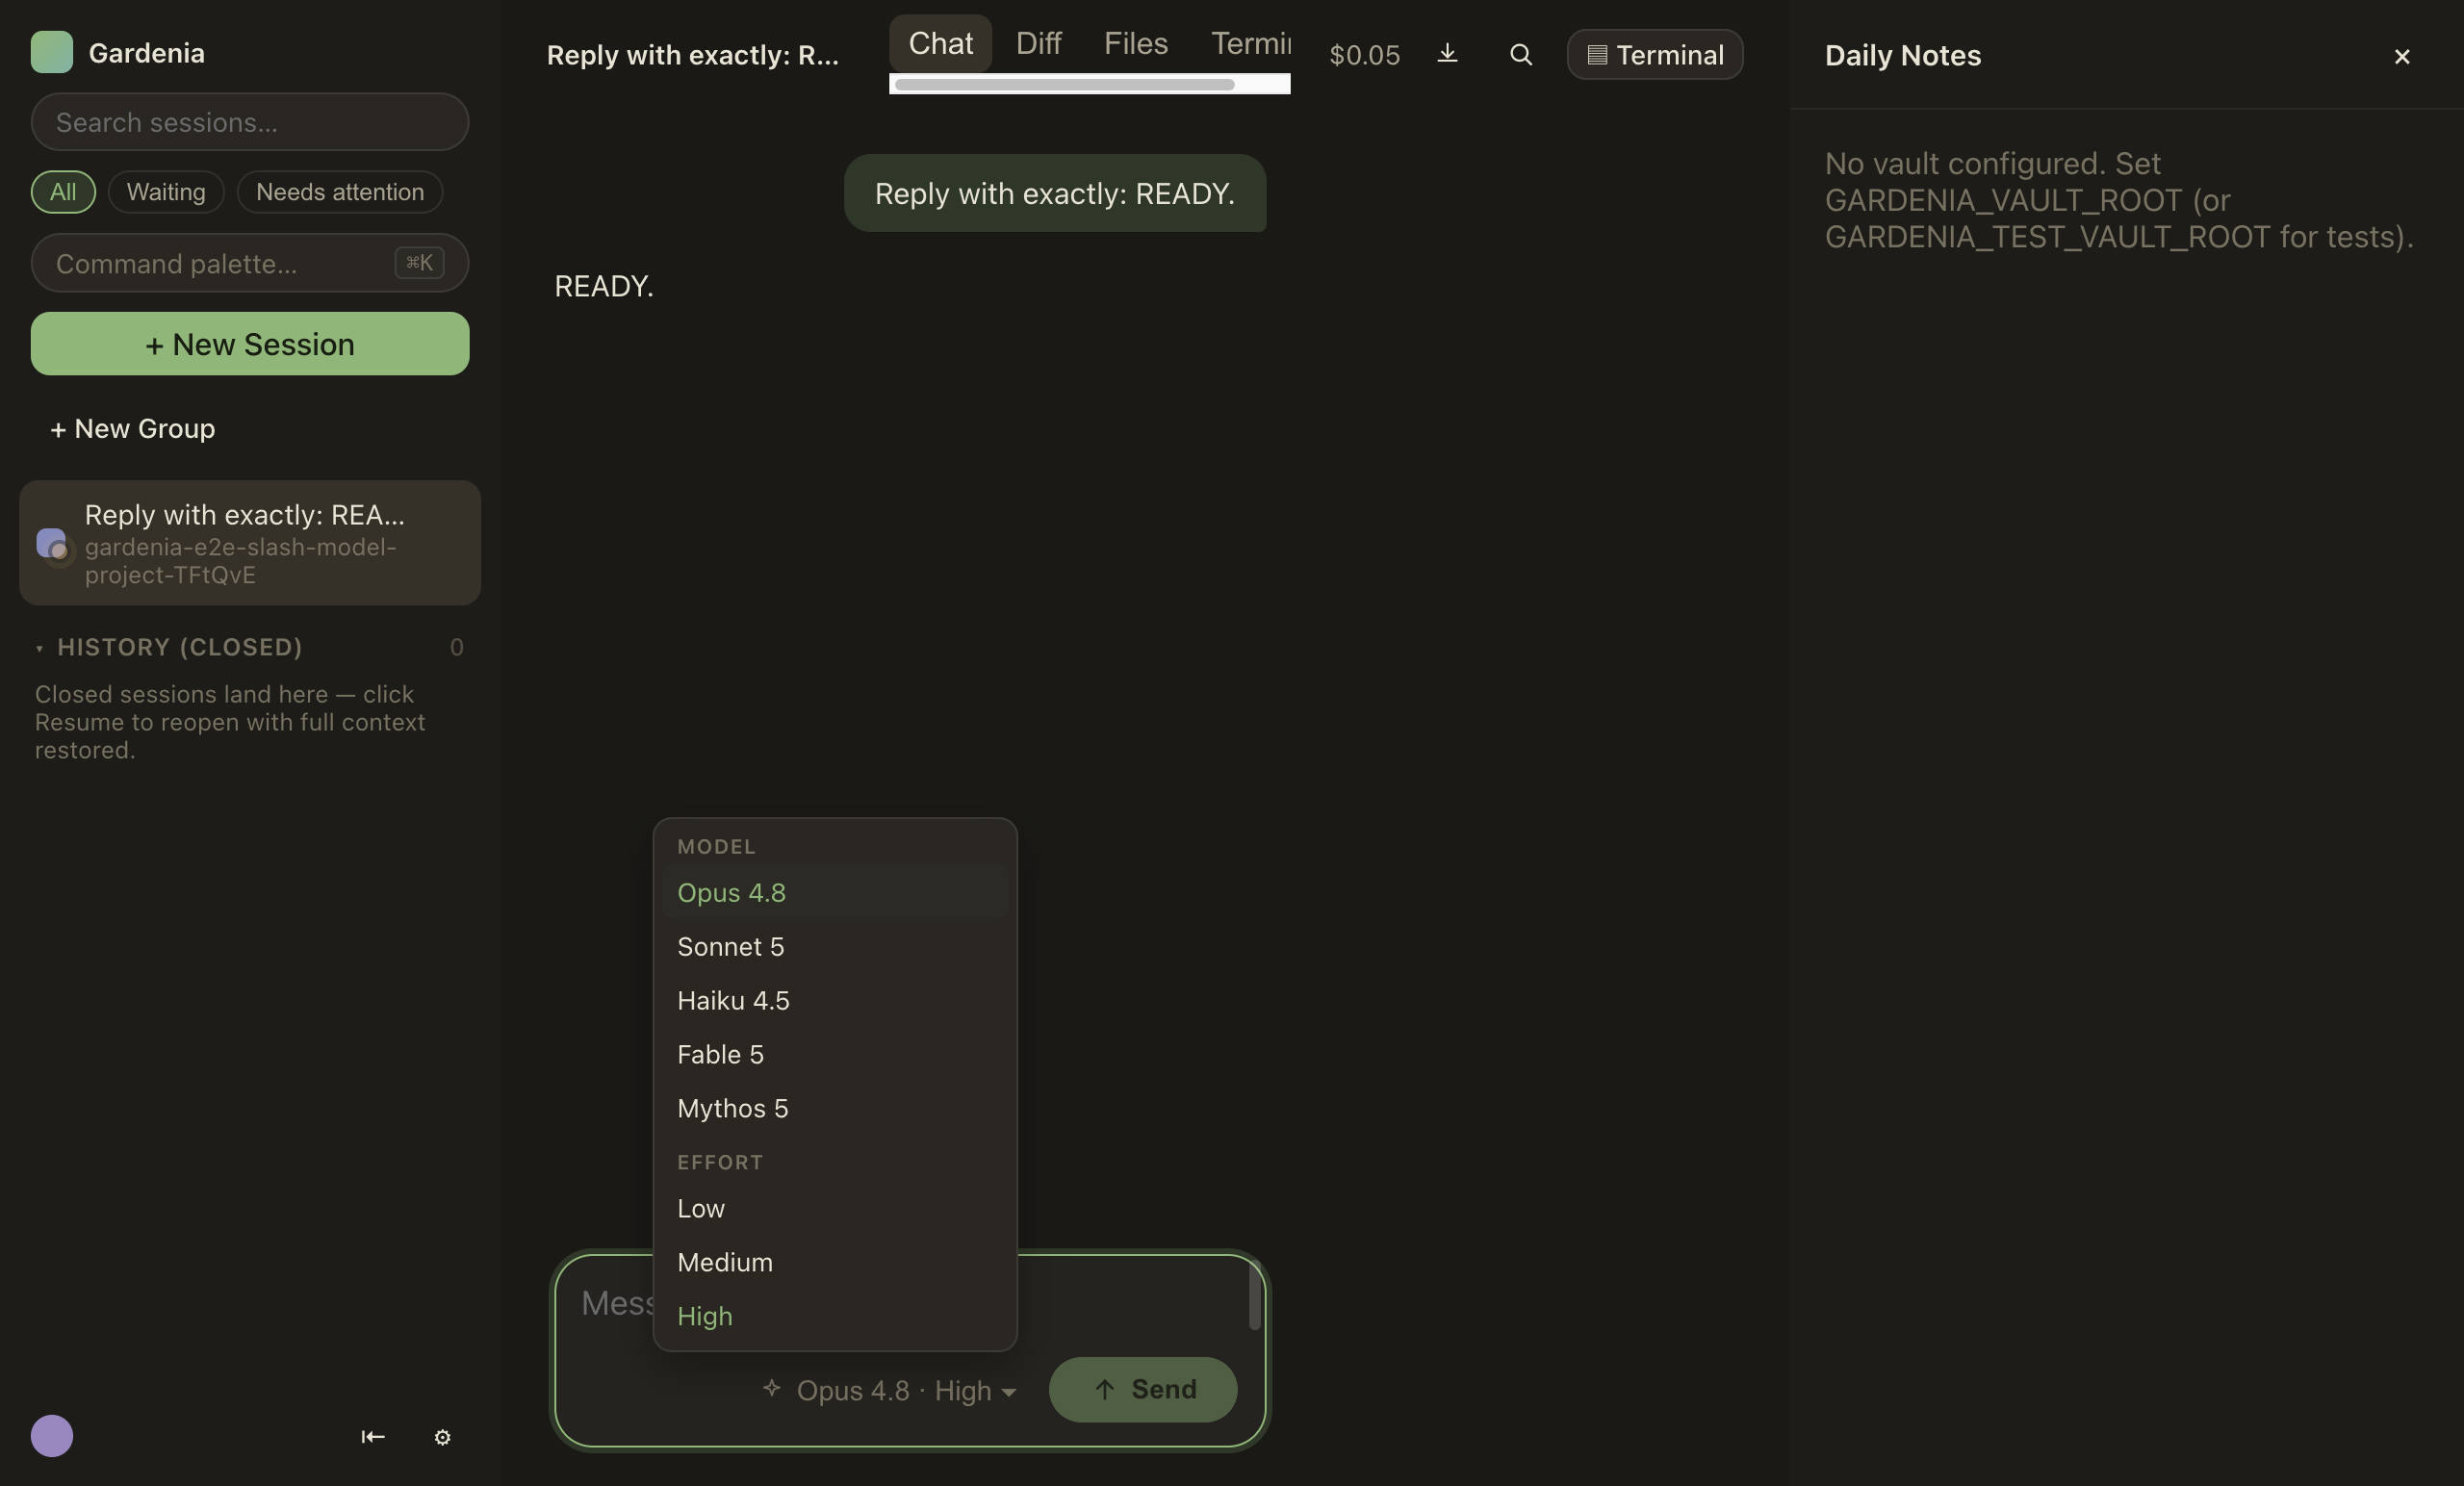 Gardenia
Search sessions...
All
Waiting
Needs attention
Command palette...
⌘K
+ New Session
+ New Group
Reply with exactly: REA...
gardenia-e2e-slash-model-
project-TFtQvE
HISTORY (CLOSED)
0
Closed sessions land here — click
Resume to reopen with full context
restored.
Reply with exactly: R...
Chat
Diff
Files
$0.05
Terminal
Reply with exactly: READY.
READY.
MODEL
Opus 4.8
Sonnet 5
Haiku 4.5
Fable 5
Mythos 5
EFFORT
Low
Medium
High
Opus 4.8 · High
Send
Daily Notes
No vault configured. Set
GARDENIA_VAULT_ROOT (or
GARDENIA_TEST_VAULT_ROOT for tests).